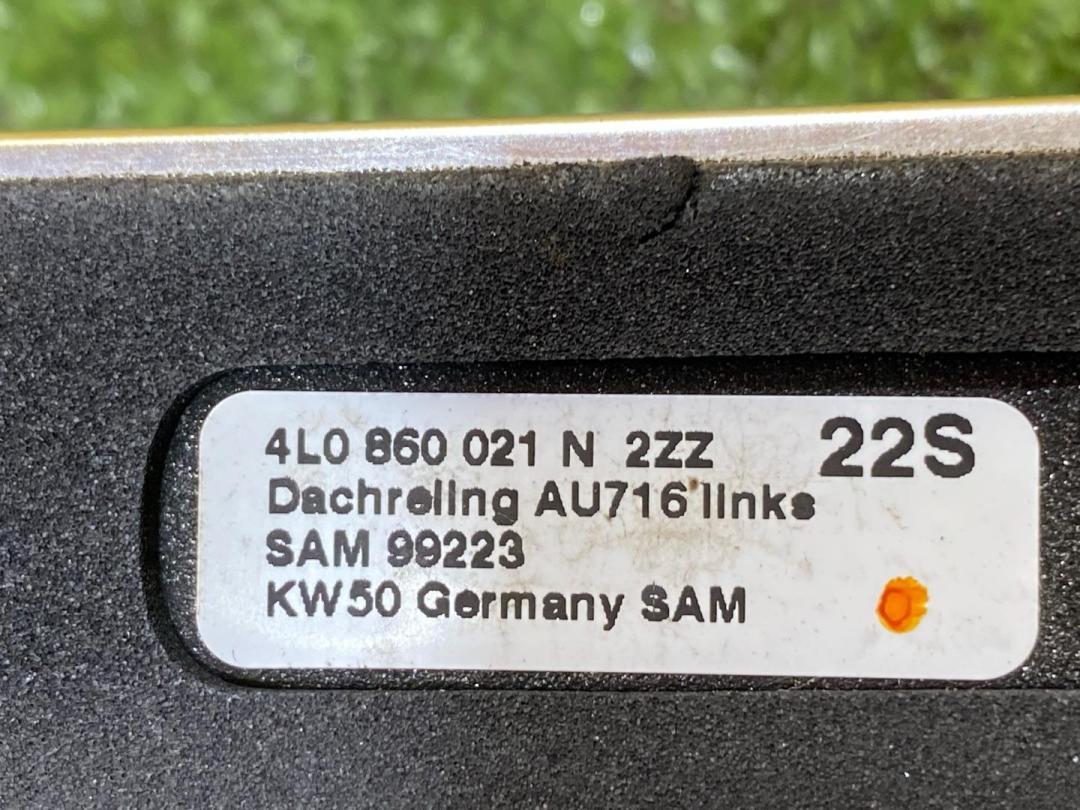 4L0 860 021 N 2ZZ 22S
Dachreling AU716 links
SAM 99223
KW50 Germany SAM